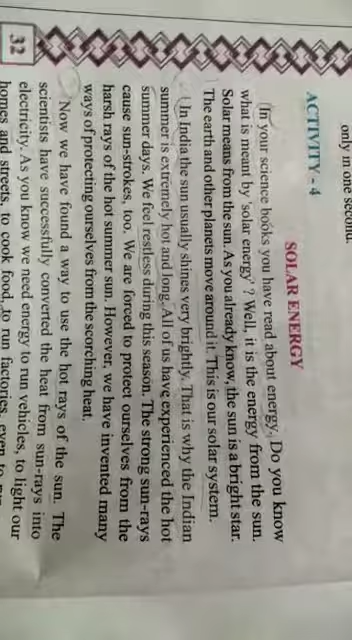 only in one second.
ACTIVITY - 4
SOLAR ENERGY
In your science books you have read about energy. Do you know
what is meant by 'solar energy' ? Well, it is the energy from the sun.
Solar means from the sun. As you already know, the sun is a bright star.
The earth and other planets move around it. This is our solar system.
In India the sun usually shines very brightly. That is why the Indian
summer is extremely hot and long. All of us have experienced the hot
summer days. We feel restless during this season. The strong sun-rays
cause sun-strokes, too. We are forced to protect ourselves from the
harsh rays of the hot summer sun. However, we have invented many
ways of protecting ourselves from the scorching heat.
Now we have found a way to use the hot rays of the sun. The
scientists have successfully converted the heat from sun-rays into
electricity. As you know we need energy to run vehicles, to light our
homes and streets, to cook food, to run factories, even to
32